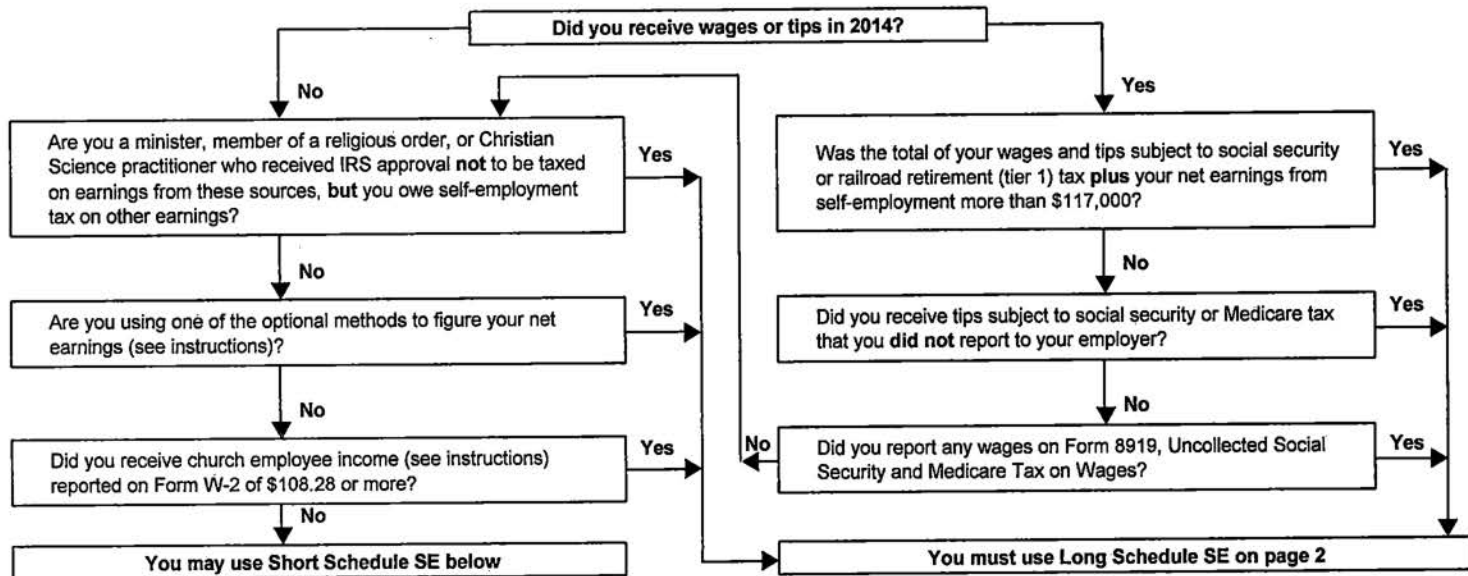 Did you receive wages or tips in 2014?
No
Yes
Are you a minister, member of a religious order, or Christian
Science practitioner who received IRS approval not to be taxed
on earnings from these sources, but you owe self-employment
tax on other earnings?
Yes
Was the total of your wages and tips subject to social security
or railroad retirement (tier 1) tax plus your net earnings from
self-employment more than $117,000?
Yes
No
No
Are you using one of the optional methods to figure your net
earnings (see instructions)?
Yes
Did you receive tips subject to social security or Medicare tax
that you did not report to your employer?
Yes
No
No
Did you receive church employee income (see instructions)
reported on Form W-2 of $108.28 or more?
Yes
No
Did you report any wages on Form 8919, Uncollected Social
Security and Medicare Tax on Wages?
Yes
No
You may use Short Schedule SE below
You must use Long Schedule SE on page 2